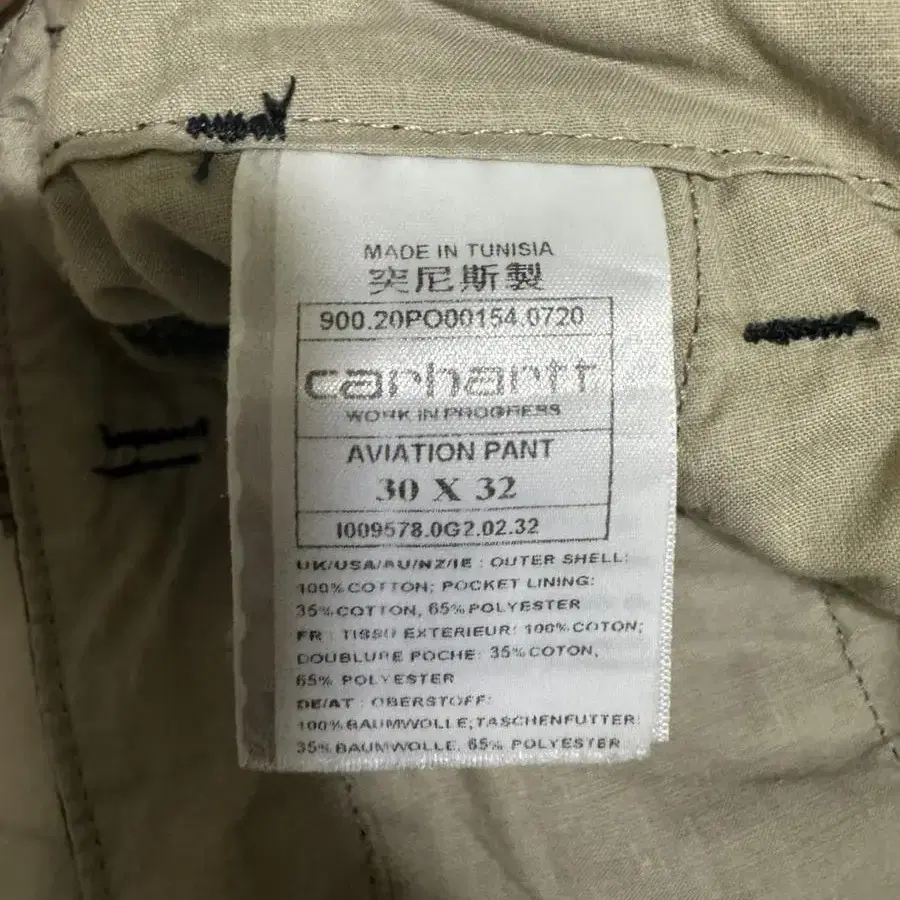 MADE IN TUNISIA
突尼斯製
900.20PO00154.0720
carhartt
WORK IN PROGRESS
AVIATION PANT
30 X 32
I009578.0G2.02.32
UK/USA/AU/NZ/IE : OUTER SHELL:
100% COTTON; POCKET LINING:
35% COTTON, 65% POLYESTER
FR : TISSU EXTERIEUR: 100% COTON;
DOUBLURE POCHE: 35% COTON,
65% POLYESTER
DE/AT : OBERSTOFF:
100% BAUMWOLLE; TASCHENFUTTER:
35% BAUMWOLLE, 65% POLYESTER